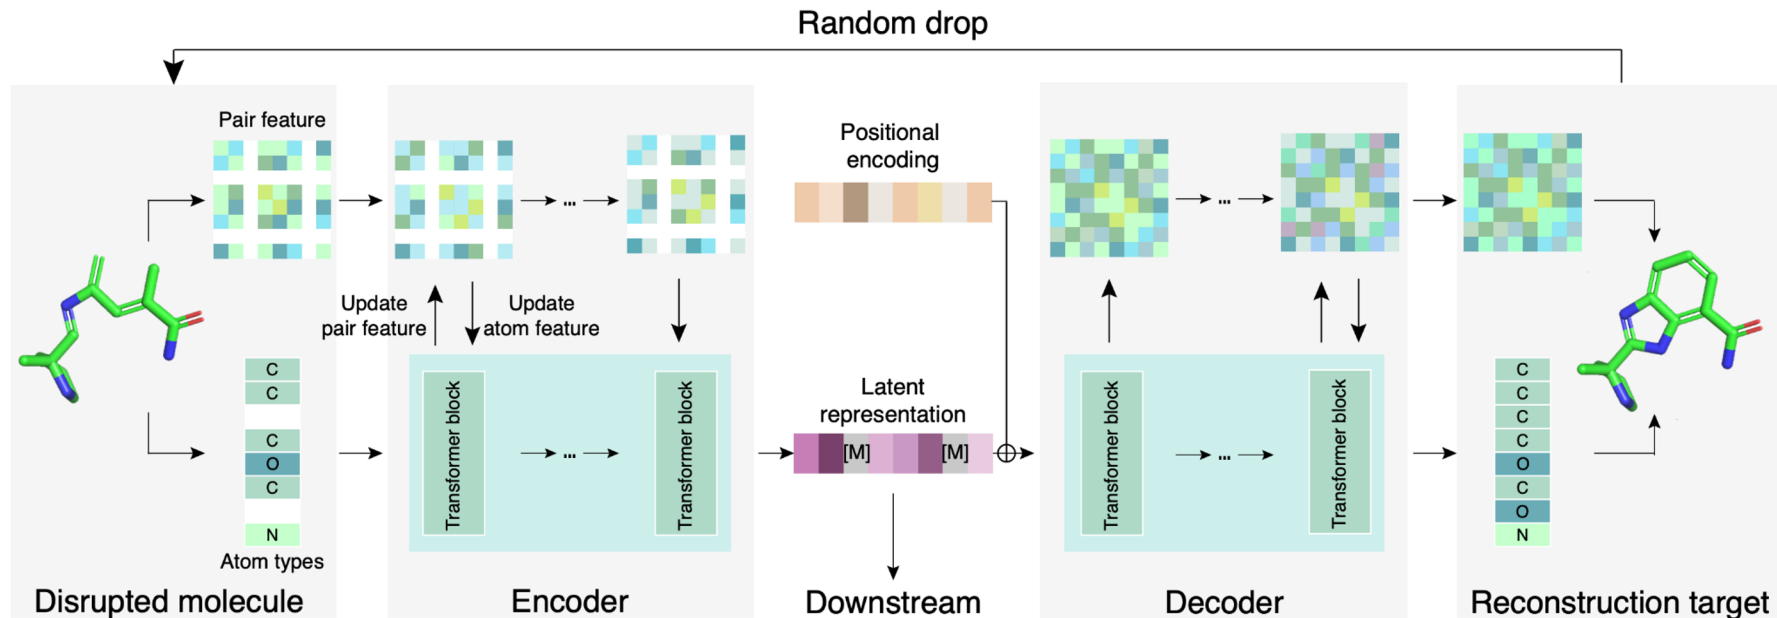 Random drop
Pair feature
C
C
C
O
C
N
Atom types
Disrupted molecule
...
Update
pair feature
Update
atom feature
Transformer block
...
Transformer block
Encoder
Positional
encoding
Latent
representation
[M]
[M]
Downstream
...
Transformer block
...
Transformer block
Decoder
C
C
C
C
O
C
O
N
Reconstruction target